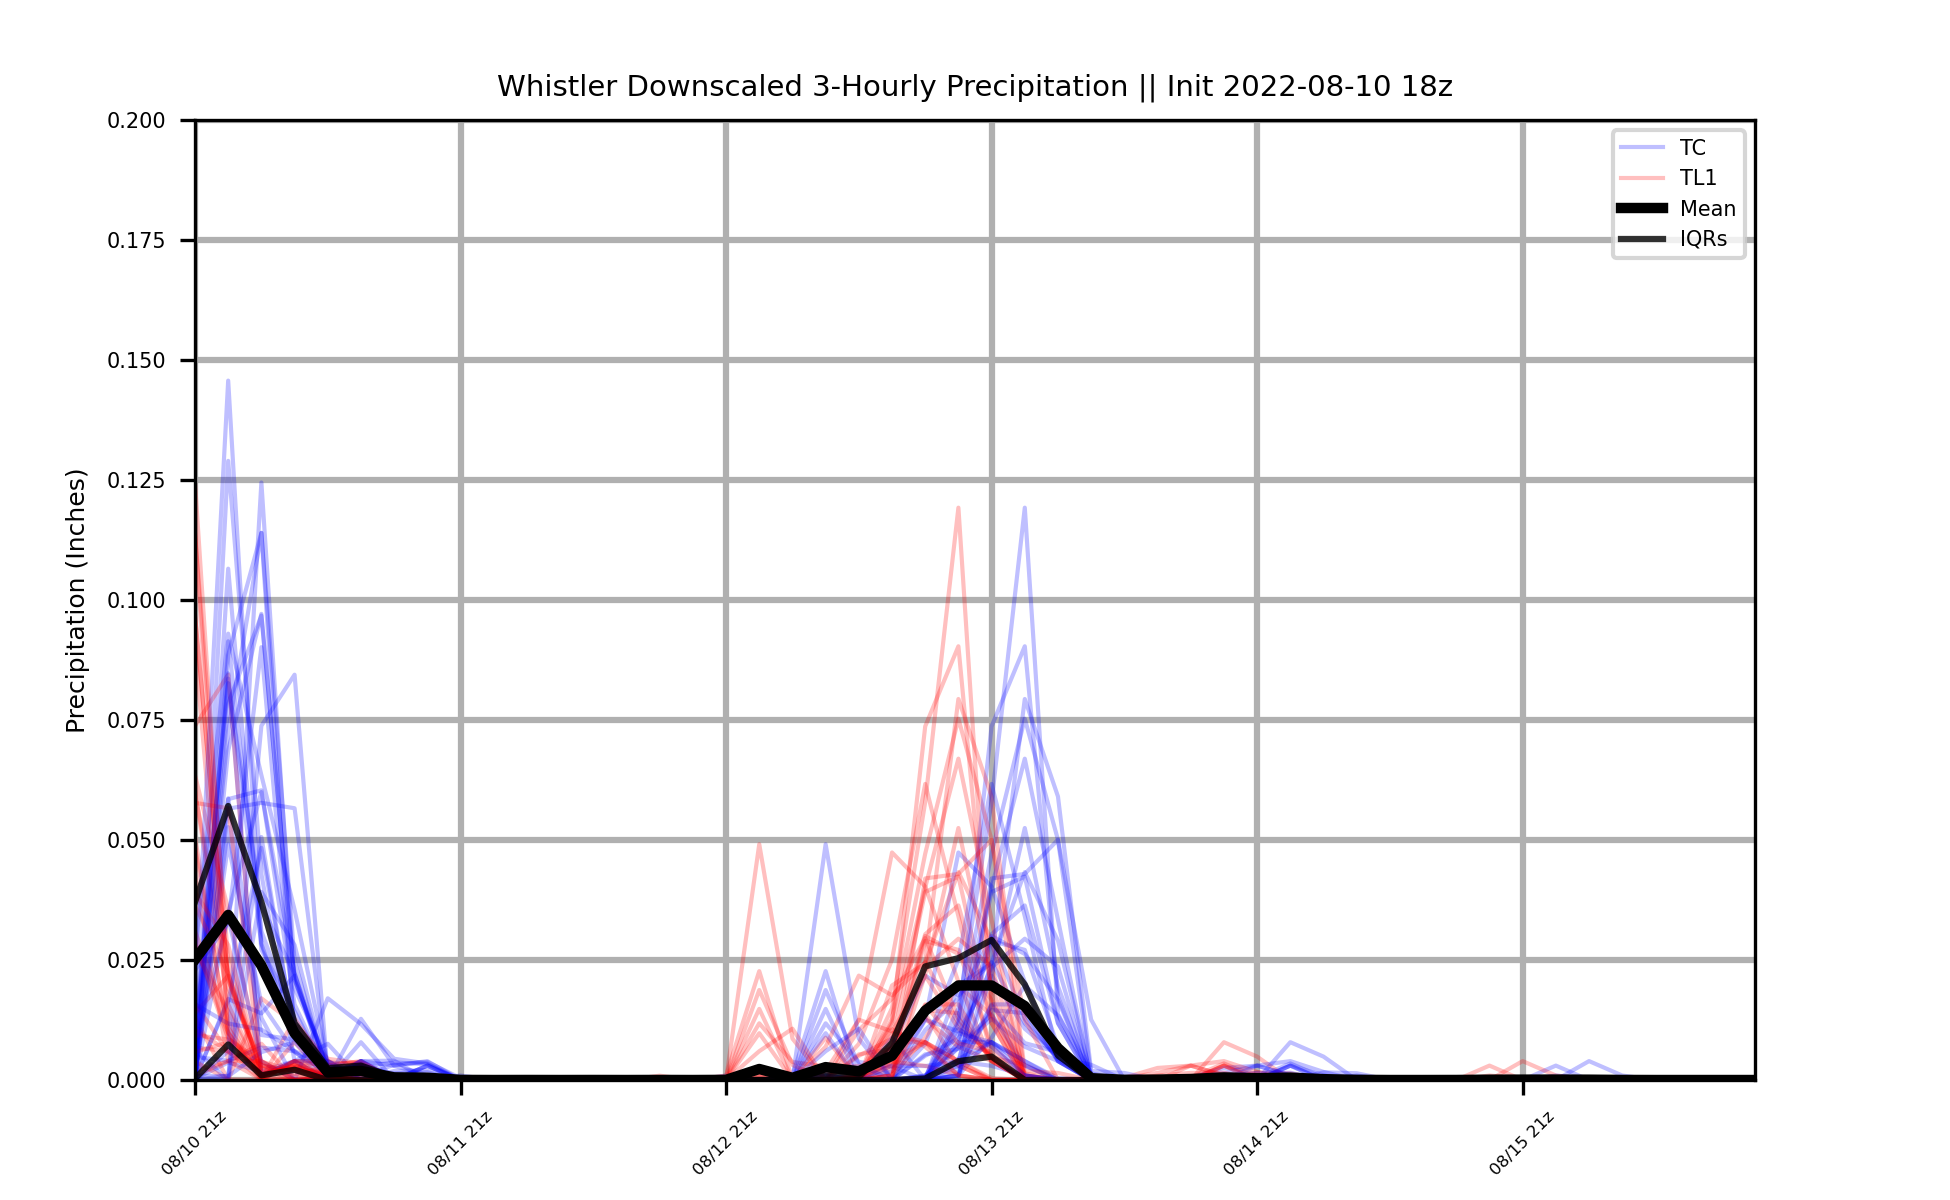 Whistler Downscaled 3-Hourly Precipitation || Init 2022-08-10 18z
Precipitation (Inches)
0.200
0.175
0.150
0.125
0.100
0.075
0.050
0.025
0.000
TC
TL1
Mean
IQRs
08/10 21z
08/11 21z
08/12 21z
08/13 21z
08/14 21z
08/15 21z